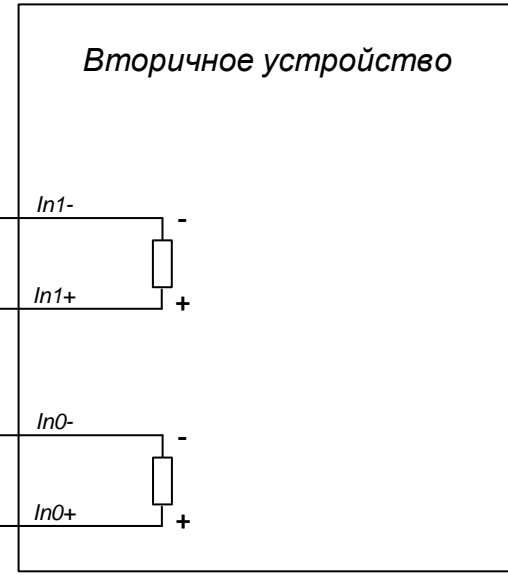 Вторичное устройство
In1-
-
In1+
+
In0-
-
In0+
+